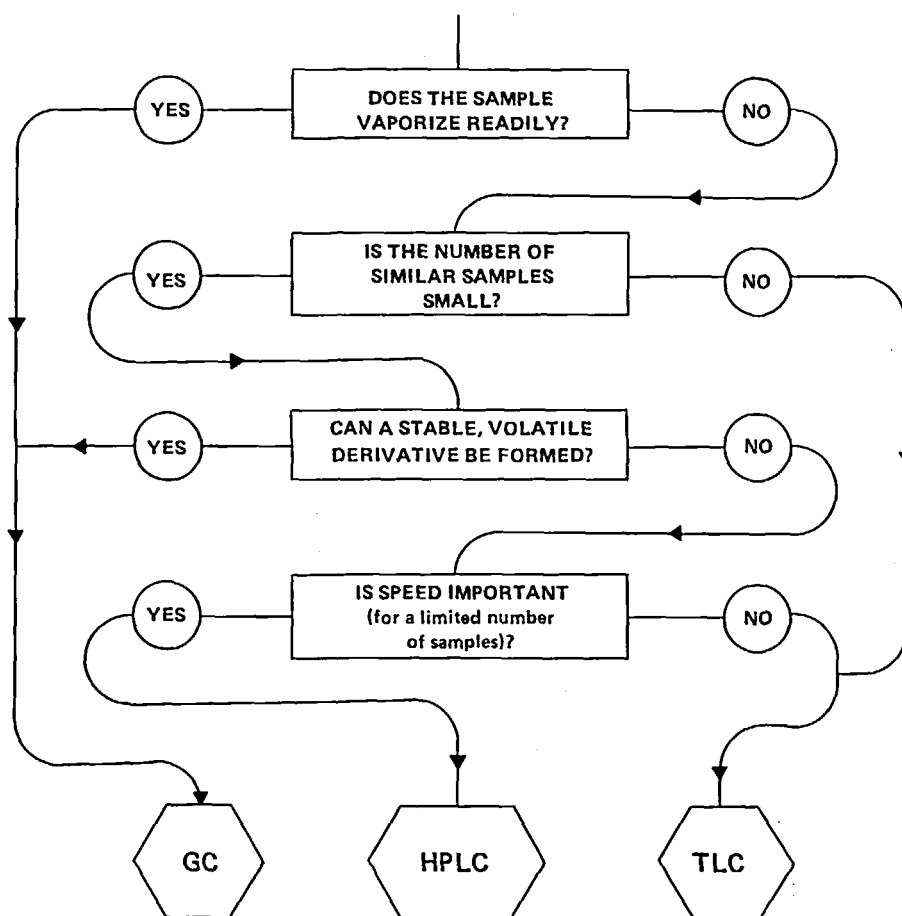 DOES THE SAMPLE
VAPORIZE READILY?
YES
NO
IS THE NUMBER OF
SIMILAR SAMPLES
SMALL?
YES
NO
CAN A STABLE, VOLATILE
DERIVATIVE BE FORMED?
YES
NO
IS SPEED IMPORTANT
(for a limited number
of samples)?
YES
NO
GC
HPLC
TLC